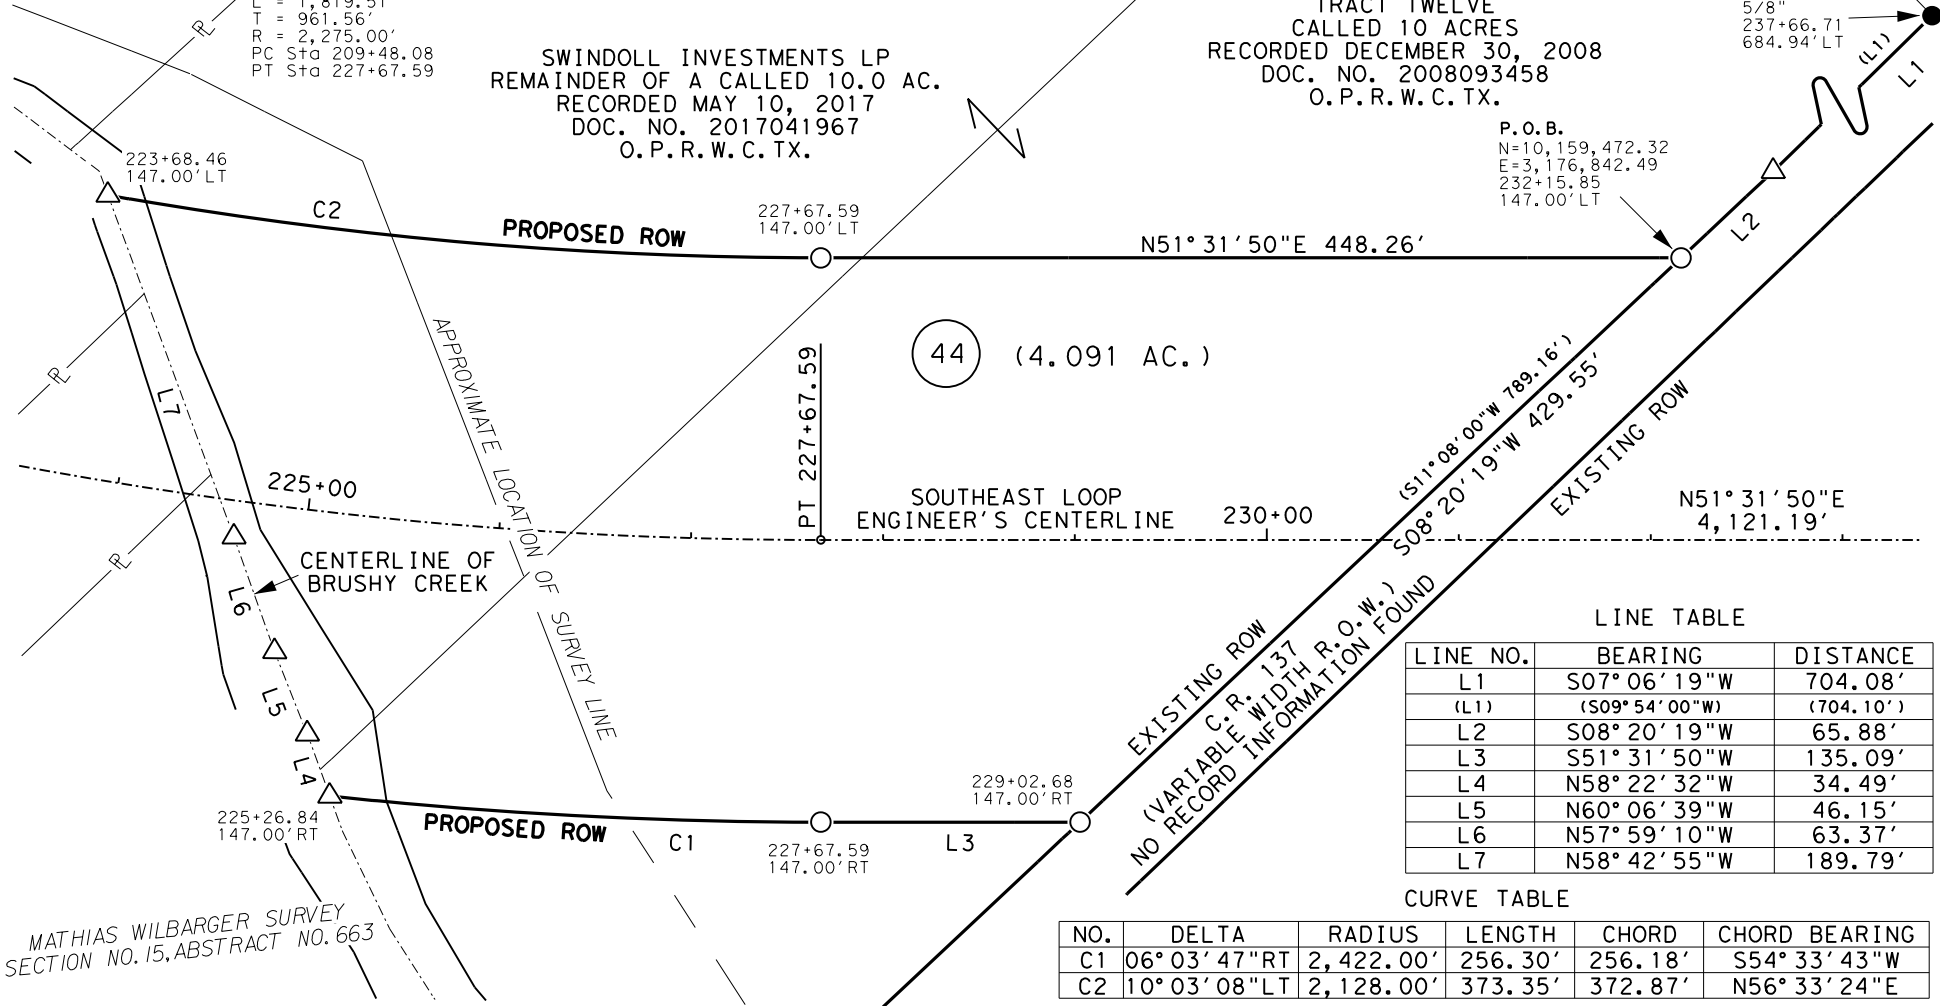 L = 1,819.51'
T = 961.56'
R = 2,275.00'
PC Sta 209+48.08
PT Sta 227+67.59
SWINDOLL INVESTMENTS LP
REMAINDER OF A CALLED 10.0 AC.
RECORDED MAY 10, 2017
DOC. NO. 2017041967
O.P.R.W.C.TX.
TRACT TWELVE
CALLED 10 ACRES
RECORDED DECEMBER 30, 2008
DOC. NO. 2008093458
O.P.R.W.C.TX.
5/8"
237+66.71
684.94'LT
(L1)
L1
P.O.B.
N=10,159,472.32
E=3,176,842.49
232+15.85
147.00'LT
L2
223+68.46
147.00'LT
C2
PROPOSED ROW
227+67.59
147.00'LT
N51°31'50"E 448.26'
44 (4.091 AC.)
PT 227+67.59
APPROXIMATE LOCATION OF SURVEY LINE
L7
225+00
SOUTHEAST LOOP
ENGINEER'S CENTERLINE
230+00
(S11°08'00"W 789.16')
S08°20'19"W 429.55'
EXISTING ROW
N51°31'50"E
4,121.19'
CENTERLINE OF
BRUSHY CREEK
L6
L5
L4
EXISTING ROW
C.R. 137
(VARIABLE WIDTH R.O.W.)
NO RECORD INFORMATION FOUND
225+26.84
147.00'RT
PROPOSED ROW
C1
227+67.59
147.00'RT
L3
229+02.68
147.00'RT
MATHIAS WILBARGER SURVEY
SECTION NO.15,ABSTRACT NO.663
LINE TABLE
LINE NO. BEARING DISTANCE
L1 S07°06'19"W 704.08'
(L1) (S09°54'00"W) (704.10')
L2 S08°20'19"W 65.88'
L3 S51°31'50"W 135.09'
L4 N58°22'32"W 34.49'
L5 N60°06'39"W 46.15'
L6 N57°59'10"W 63.37'
L7 N58°42'55"W 189.79'
CURVE TABLE
NO. DELTA RADIUS LENGTH CHORD CHORD BEARING
C1 06°03'47"RT 2,422.00' 256.30' 256.18' S54°33'43"W
C2 10°03'08"LT 2,128.00' 373.35' 372.87' N56°33'24"E